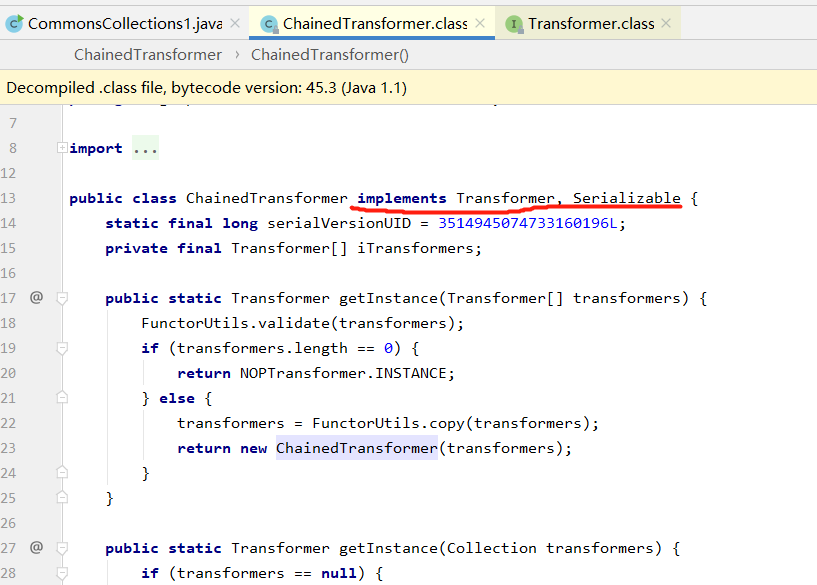 CommonsCollections1.java ChainedTransformer.class Transformer.class
ChainedTransformer › ChainedTransformer()
Decompiled .class file, bytecode version: 45.3 (Java 1.1)
7
8 import ...
12
13 public class ChainedTransformer implements Transformer, Serializable {
14 static final long serialVersionUID = 3514945074733160196L;
15 private final Transformer[] iTransformers;
16
17 @ public static Transformer getInstance(Transformer[] transformers) {
18 FunctorUtils.validate(transformers);
19 if (transformers.length == 0) {
20 return NOPTransformer.INSTANCE;
21 } else {
22 transformers = FunctorUtils.copy(transformers);
23 return new ChainedTransformer(transformers);
24 }
25 }
26
27 @ public static Transformer getInstance(Collection transformers) {
28 if (transformers == null) {